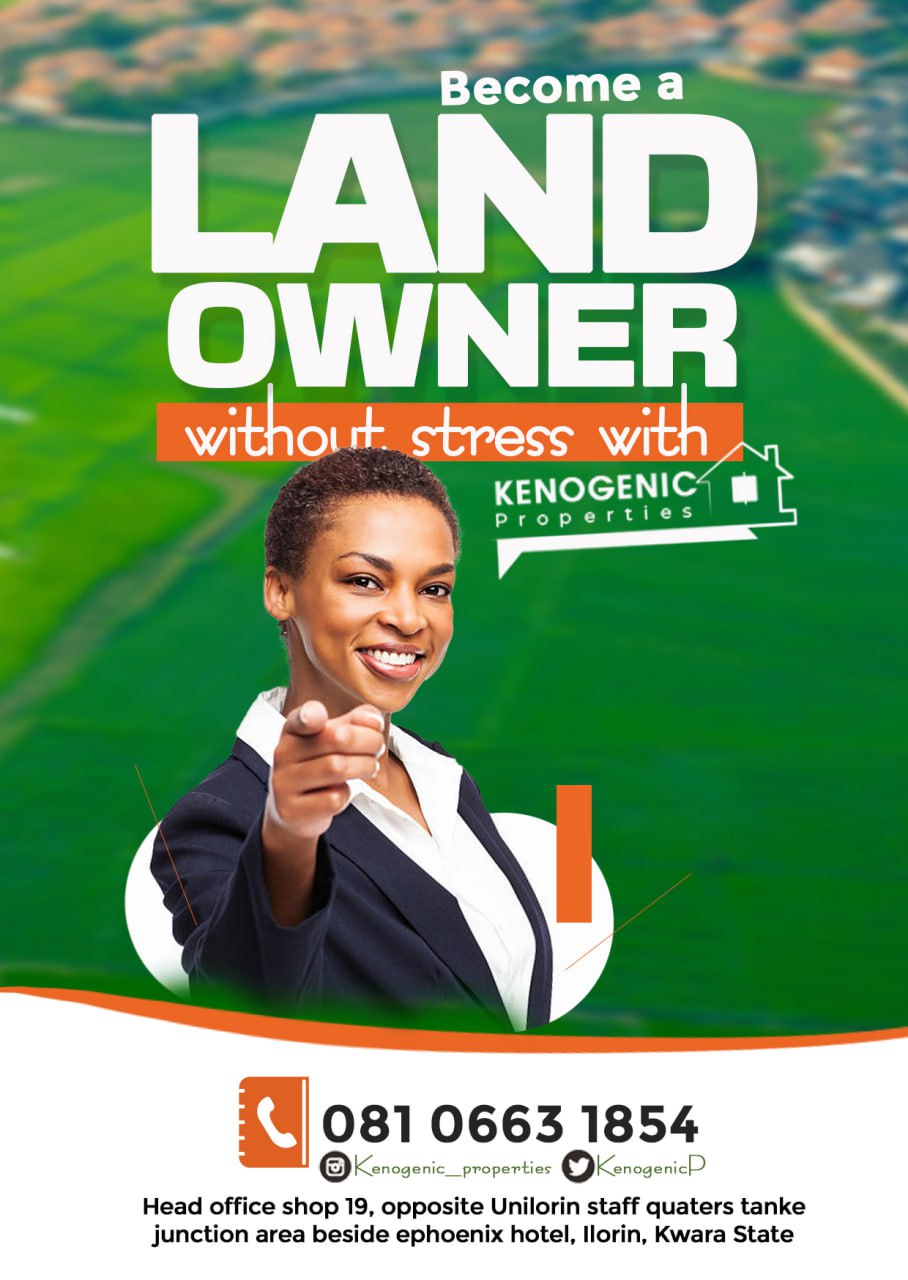 Become a
LAND
OWNER
without stress with
KENOGENIC
Properties
081 0663 1854
Kenogenic_properties KenogenicP
Head office shop 19, opposite Unilorin staff quaters tanke
junction area beside ephoenix hotel, Ilorin, Kwara State